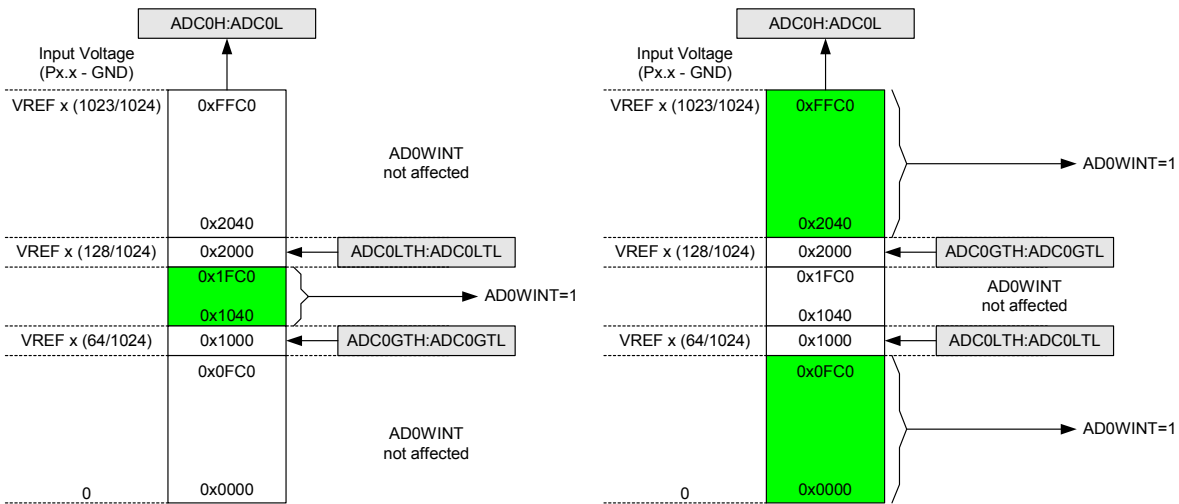 ADC0H:ADC0L
Input Voltage
(Px.x - GND)
VREF x (1023/1024)
0xFFC0
AD0WINT
not affected
0x2040
VREF x (128/1024)
0x2000
ADC0LTH:ADC0LTL
0x1FC0
AD0WINT=1
0x1040
VREF x (64/1024)
0x1000
ADC0GTH:ADC0GTL
0x0FC0
AD0WINT
not affected
0
0x0000
ADC0H:ADC0L
Input Voltage
(Px.x - GND)
VREF x (1023/1024)
0xFFC0
AD0WINT=1
0x2040
VREF x (128/1024)
0x2000
ADC0GTH:ADC0GTL
0x1FC0
AD0WINT
not affected
0x1040
VREF x (64/1024)
0x1000
ADC0LTH:ADC0LTL
0x0FC0
AD0WINT=1
0
0x0000